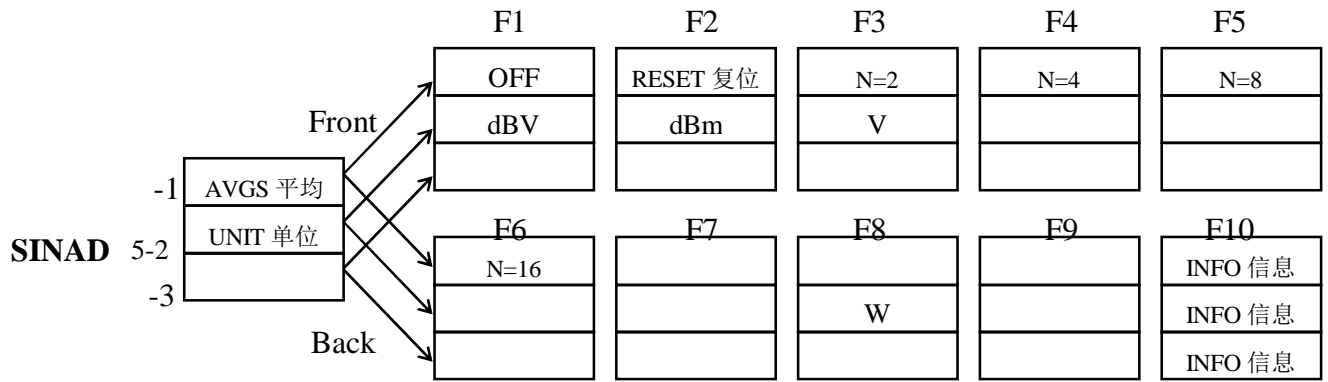 F1 F2 F3 F4 F5
OFF RESET 复位 N=2 N=4 N=8
Front dBV dBm V
-1 AVGS 平均
SINAD 5-2 UNIT 单位
-3
F6 F7 F8 F9 F10
N=16 INFO 信息
W INFO 信息
Back INFO 信息